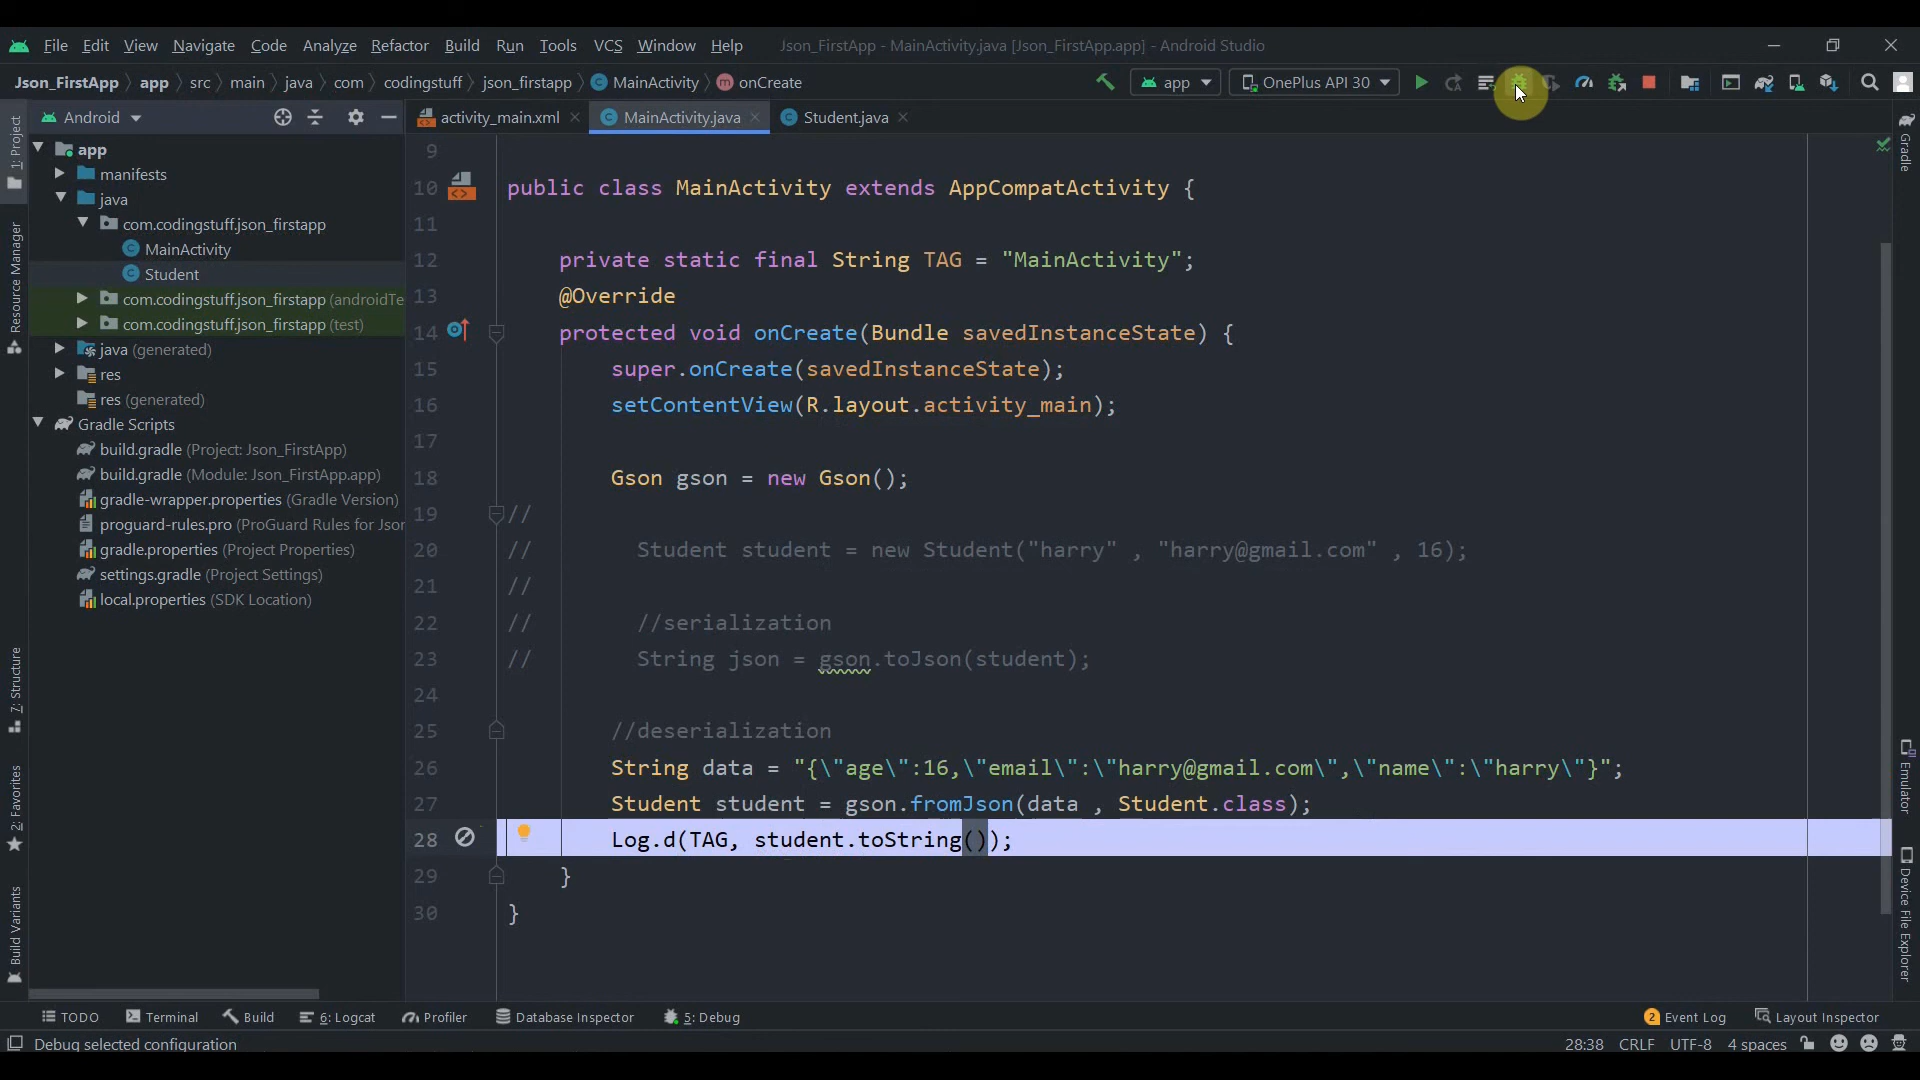 File Edit View Navigate Code Analyze Refactor Build Run Tools VCS Window Help Json_FirstApp - MainActivity.java [Json_FirstApp.app] - Android Studio
Json_FirstApp app src main java com codingstuff json_firstapp MainActivity onCreate app OnePlus API 30
Android
activity_main.xml MainActivity.java Student.java
1: Project
Resource Manager
7: Structure
2: Favorites
Build Variants
app
manifests
java
com.codingstuff.json_firstapp
MainActivity
Student
com.codingstuff.json_firstapp (androidTe
com.codingstuff.json_firstapp (test)
java (generated)
res
res (generated)
Gradle Scripts
build.gradle (Project: Json_FirstApp)
build.gradle (Module: Json_FirstApp.app)
gradle-wrapper.properties (Gradle Version)
proguard-rules.pro (ProGuard Rules for Jsor
gradle.properties (Project Properties)
settings.gradle (Project Settings)
local.properties (SDK Location)
9
10 public class MainActivity extends AppCompatActivity {
11
12 private static final String TAG = "MainActivity";
13 @Override
14 protected void onCreate(Bundle savedInstanceState) {
15 super.onCreate(savedInstanceState);
16 setContentView(R.layout.activity_main);
17
18 Gson gson = new Gson();
19 //
20 // Student student = new Student("harry" , "harry@gmail.com" , 16);
21 //
22 // //serialization
23 // String json = gson.toJson(student);
24
25 //deserialization
26 String data = "{\"age\":16,\"email\":\"harry@gmail.com\",\"name\":\"harry\"}";
27 Student student = gson.fromJson(data , Student.class);
28 Log.d(TAG, student.toString());
29 }
30 }
Gradle
Emulator
Device File Explorer
TODO Terminal Build 6: Logcat Profiler Database Inspector 5: Debug 2 Event Log Layout Inspector
Debug selected configuration 28:38 CRLF UTF-8 4 spaces